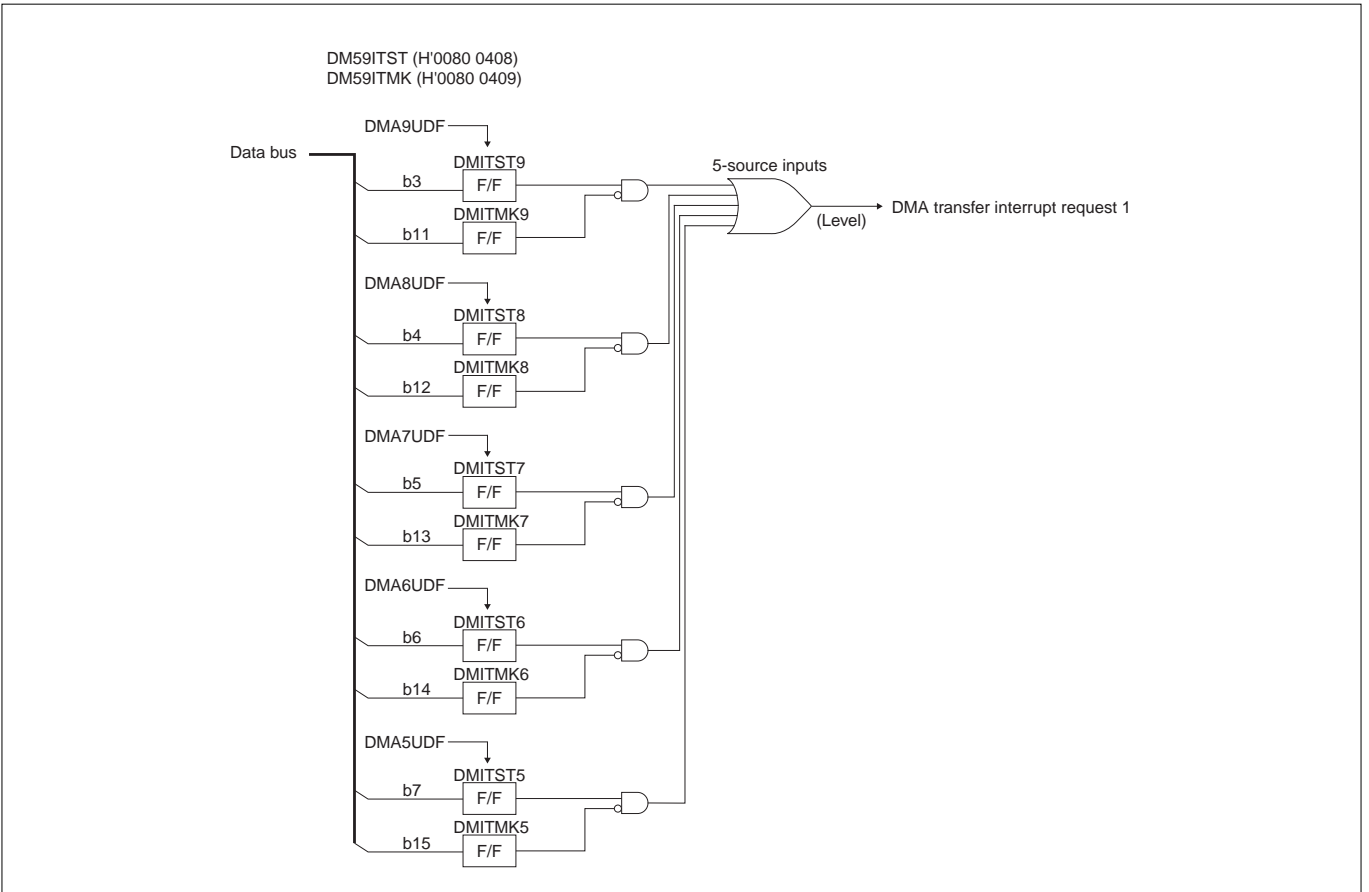 DM59ITST (H'0080 0408)
DM59ITMK (H'0080 0409)
DMA9UDF
Data bus
DMITST9
5-source inputs
b3
F/F
DMA transfer interrupt request 1
(Level)
DMITMK9
b11
F/F
DMA8UDF
DMITST8
b4
F/F
DMITMK8
b12
F/F
DMA7UDF
DMITST7
b5
F/F
DMITMK7
b13
F/F
DMA6UDF
DMITST6
b6
F/F
DMITMK6
b14
F/F
DMA5UDF
DMITST5
b7
F/F
DMITMK5
b15
F/F